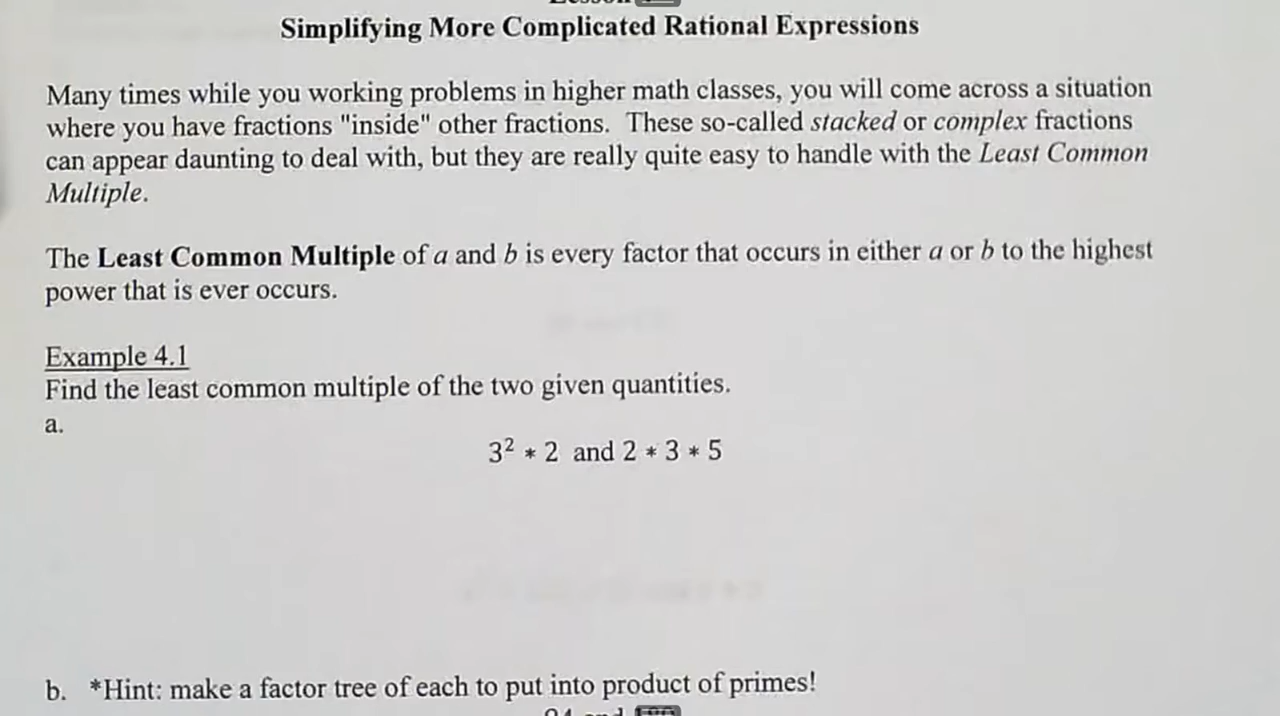 Simplifying More Complicated Rational Expressions
Many times while you working problems in higher math classes, you will come across a situation
where you have fractions "inside" other fractions. These so-called stacked or complex fractions
can appear daunting to deal with, but they are really quite easy to handle with the Least Common
Multiple.
The Least Common Multiple of a and b is every factor that occurs in either a or b to the highest
power that is ever occurs.
Example 4.1
Find the least common multiple of the two given quantities.
a.
3² * 2 and 2 * 3 * 5
b. *Hint: make a factor tree of each to put into product of primes!
and